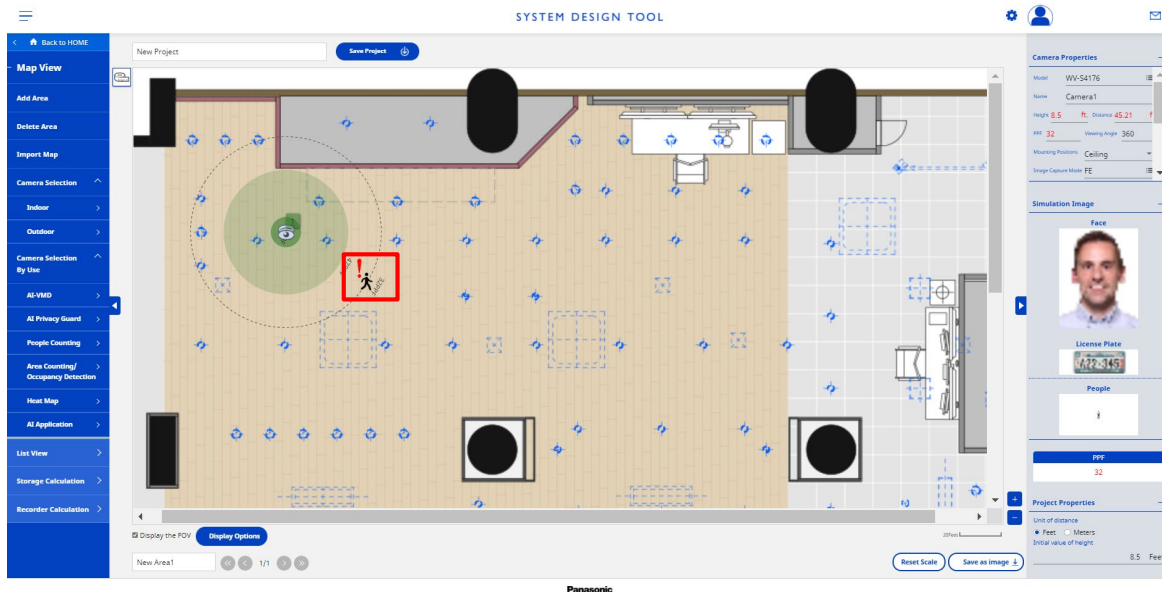 SYSTEM DESIGN TOOL
Back to HOME
Map View
Add Area
Delete Area
Import Map
Camera Selection
Indoor
Outdoor
Camera Selection
By Use
AI-VMD
AI Privacy Guard
People Counting
Area Counting/
Occupancy Detection
Heat Map
AI Application
List View
Storage Calculation
Recorder Calculation
New Project
Save Project
!
Display the FOV
Display Options
20Feet
New Area1
1/1
Reset Scale
Save as image
Camera Properties
Model WV-S4176
Name Camera1
Height 8.5 ft. Distance 45.21 f
PPF 32 Viewing Angle 360
Mounting Positions Ceiling
Image Capture Mode FE
Simulation Image
Face
License Plate
People
PPF
32
Project Properties
Unit of distance
Feet Meters
Initial value of height
8.5 Feet
Panasonic